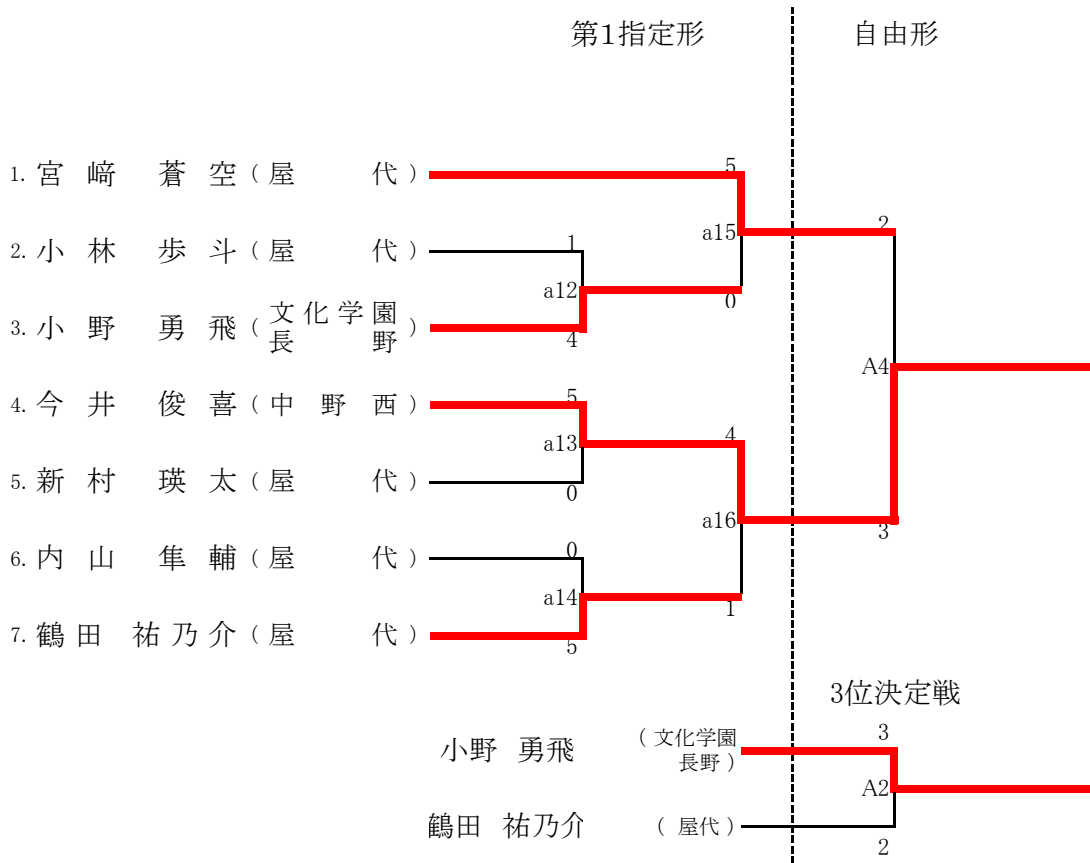 第1指定形
自由形
5
1. 宮﨑 蒼空 ( 屋代 )
2
a15
2. 小林 歩斗 ( 屋代 )
1
a12
0
3. 小野 勇飛 ( 文化学園長野 )
4
A4
4. 今井 俊喜 ( 中野西 )
5
4
a13
5. 新村 瑛太 ( 屋代 )
0
a16
3
6. 内山 隼輔 ( 屋代 )
0
a14
1
7. 鶴田 祐乃介 ( 屋代 )
5
3位決定戦
3
小野 勇飛 ( 文化学園長野 )
A2
鶴田 祐乃介 ( 屋代 )
2